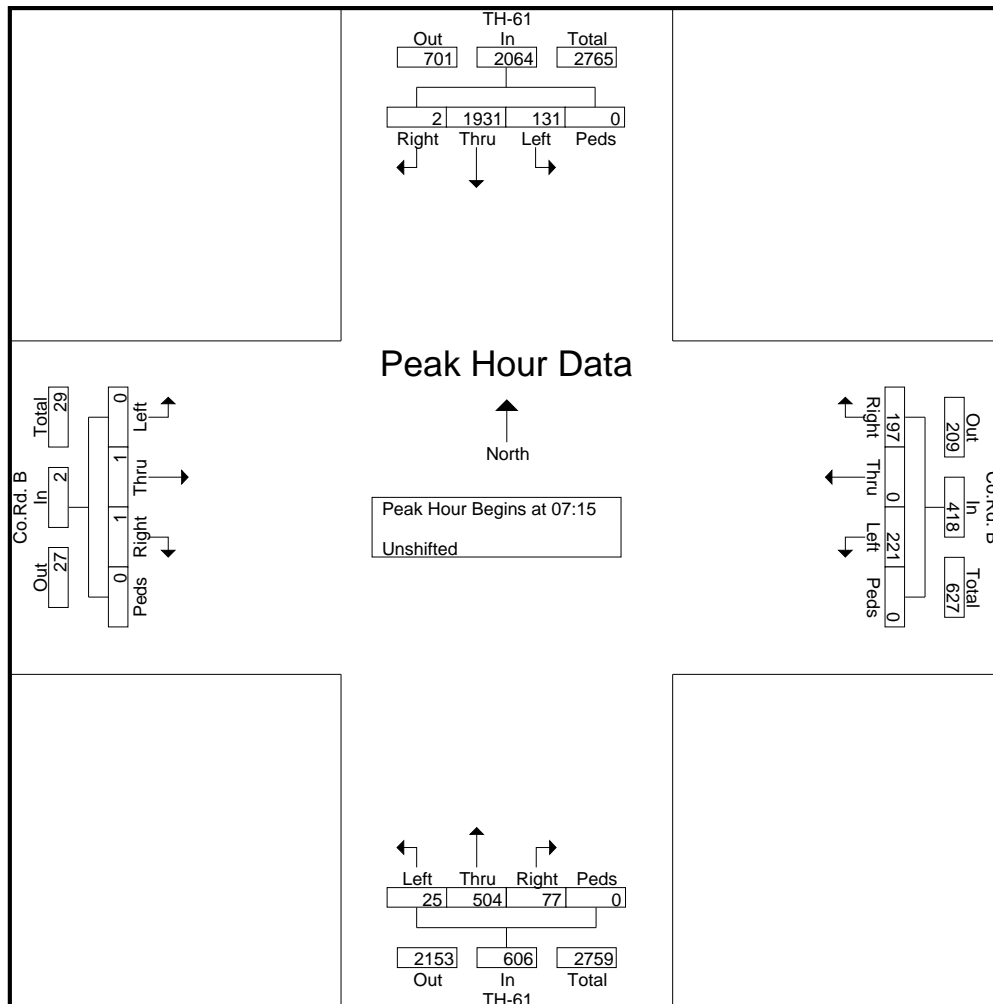 TH-61
Out In Total
701 2064 2765
2 1931 131 0
Right Thru Left Peds
Peak Hour Data
North
Peak Hour Begins at 07:15
Unshifted
Co.Rd. B
Total In Out
29 2 27
0 1 1 0
Left Thru Right Peds
Right Thru Left Peds
197 0 221 0
Out In Total
209 418 627
Co.Rd. B
Left Thru Right Peds
25 504 77 0
2153 606 2759
Out In Total
TH-61